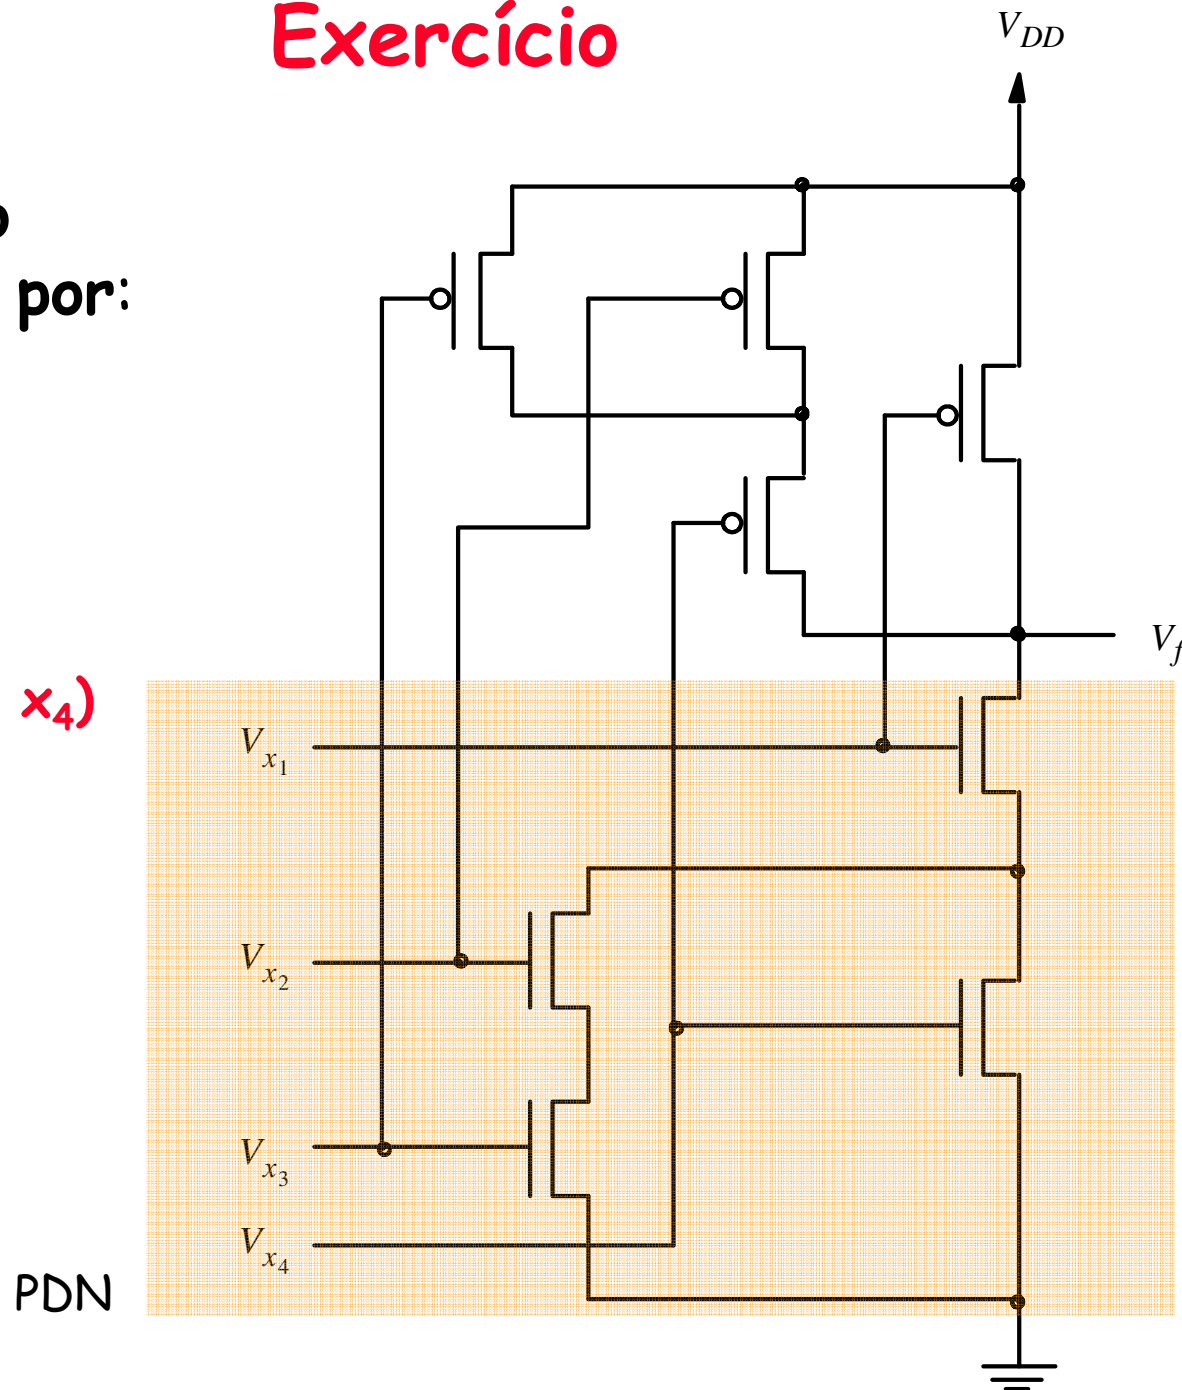 Exercício
V_DD
por:
V_f
x₄)
V_x₁
V_x₂
V_x₃
V_x₄
PDN